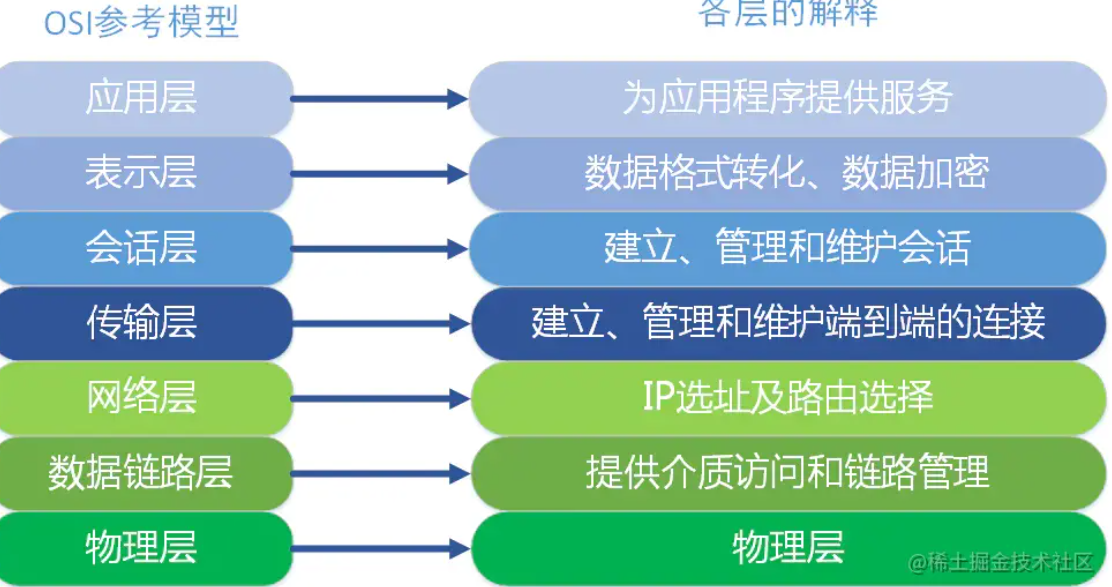 OSI参考模型
各层的解释
应用层
为应用程序提供服务
表示层
数据格式转化、数据加密
会话层
建立、管理和维护会话
传输层
建立、管理和维护端到端的连接
网络层
IP选址及路由选择
数据链路层
提供介质访问和链路管理
物理层
物理层
@稀土掘金技术社区